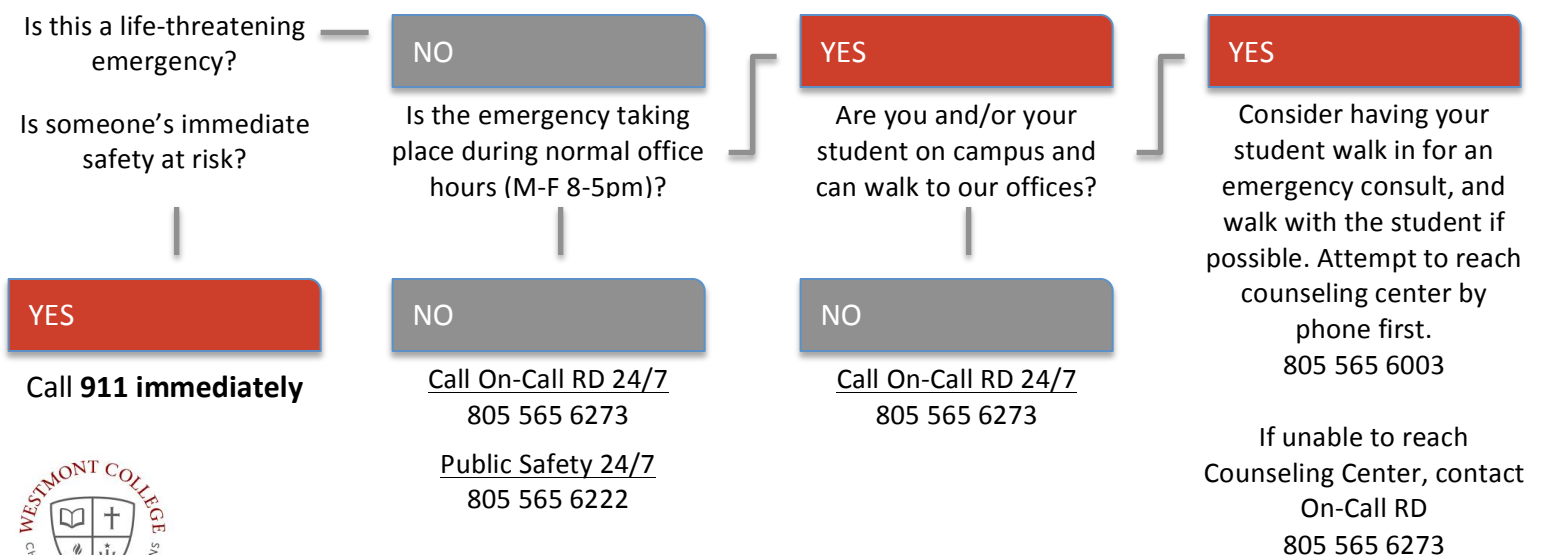 Is this a life-threatening
emergency?
Is someone's immediate
safety at risk?
YES
Call 911 immediately
NO
Is the emergency taking
place during normal office
hours (M-F 8-5pm)?
NO
Call On-Call RD 24/7
805 565 6273
Public Safety 24/7
805 565 6222
YES
Are you and/or your
student on campus and
can walk to our offices?
NO
Call On-Call RD 24/7
805 565 6273
YES
Consider having your
student walk in for an
emergency consult, and
walk with the student if
possible. Attempt to reach
counseling center by
phone first.
805 565 6003
If unable to reach
Counseling Center, contact
On-Call RD
805 565 6273
WESTMONT COLLEGE